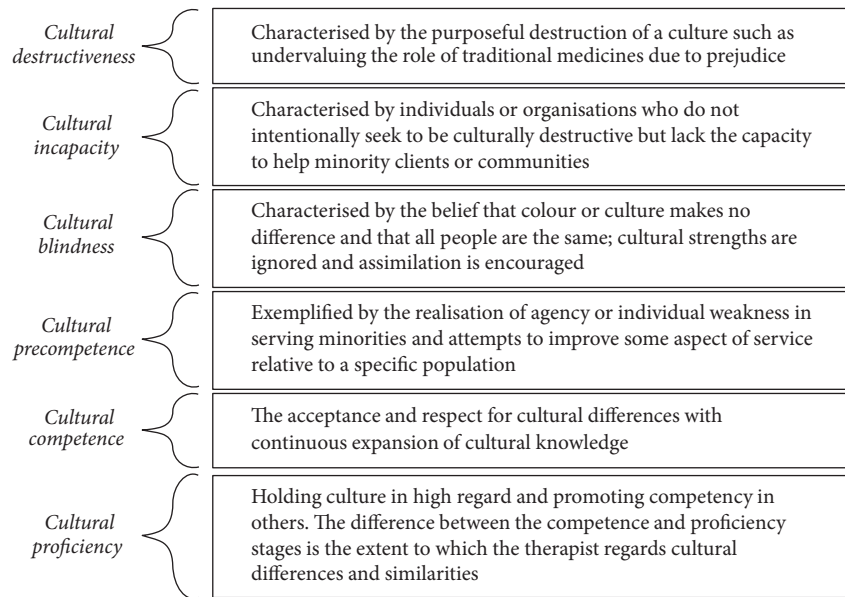 Cultural
destructiveness
Characterised by the purposeful destruction of a culture such as
undervaluing the role of traditional medicines due to prejudice
Cultural
incapacity
Characterised by individuals or organisations who do not
intentionally seek to be culturally destructive but lack the capacity
to help minority clients or communities
Cultural
blindness
Characterised by the belief that colour or culture makes no
difference and that all people are the same; cultural strengths are
ignored and assimilation is encouraged
Cultural
precompetence
Exemplified by the realisation of agency or individual weakness in
serving minorities and attempts to improve some aspect of service
relative to a specific population
Cultural
competence
The acceptance and respect for cultural differences with
continuous expansion of cultural knowledge
Cultural
proficiency
Holding culture in high regard and promoting competency in
others. The difference between the competence and proficiency
stages is the extent to which the therapist regards cultural
differences and similarities